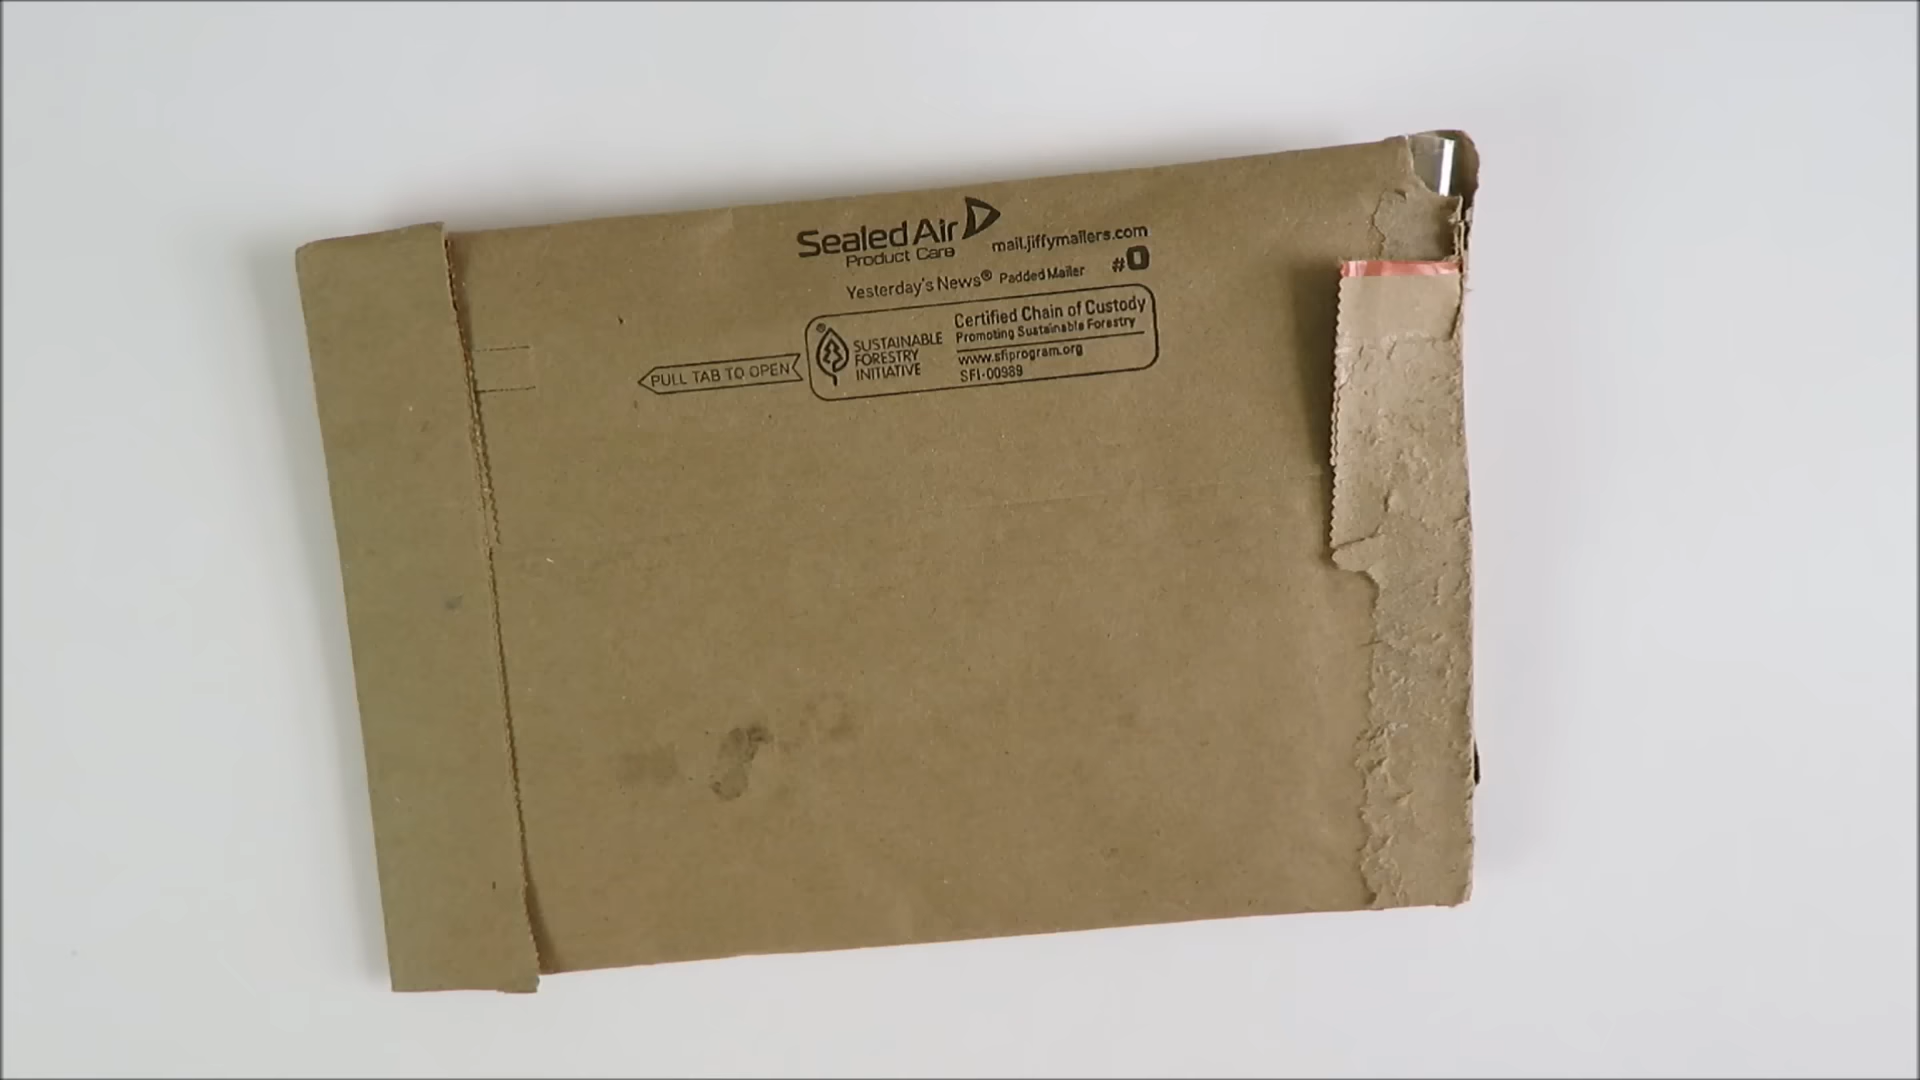 Sealed Air
Product Care
mail.jiffymailers.com
Yesterday's News® Padded Mailer #0
PULL TAB TO OPEN
®
SUSTAINABLE
FORESTRY
INITIATIVE
Certified Chain of Custody
Promoting Sustainable Forestry
www.sfiprogram.org
SFI-00989